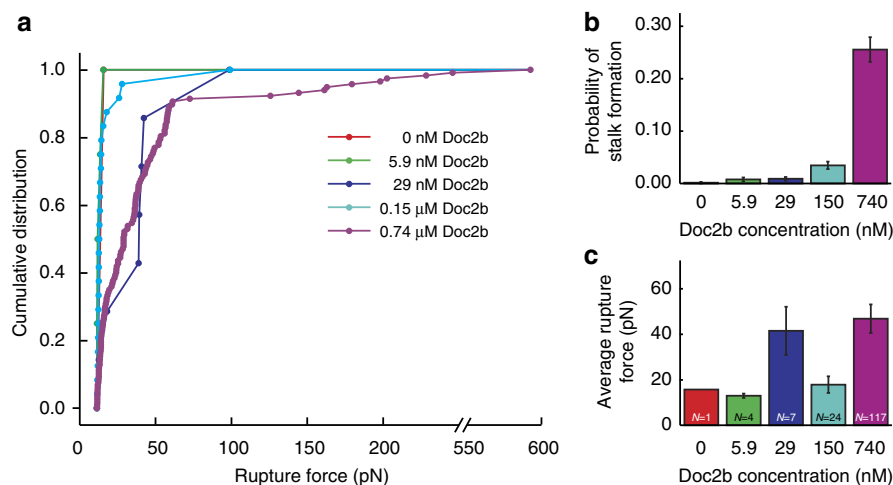 a
Cumulative distribution
1.0
0.8
0.6
0.4
0.2
0.0
0 nM Doc2b
5.9 nM Doc2b
29 nM Doc2b
0.15 μM Doc2b
0.74 μM Doc2b
0 50 100 150 200 550 600
Rupture force (pN)
b
Probability of
stalk formation
0.30
0.20
0.10
0.00
0 5.9 29 150 740
Doc2b concentration (nM)
c
Average rupture
force (pN)
60
40
20
0
N=1 N=4 N=7 N=24 N=117
0 5.9 29 150 740
Doc2b concentration (nM)